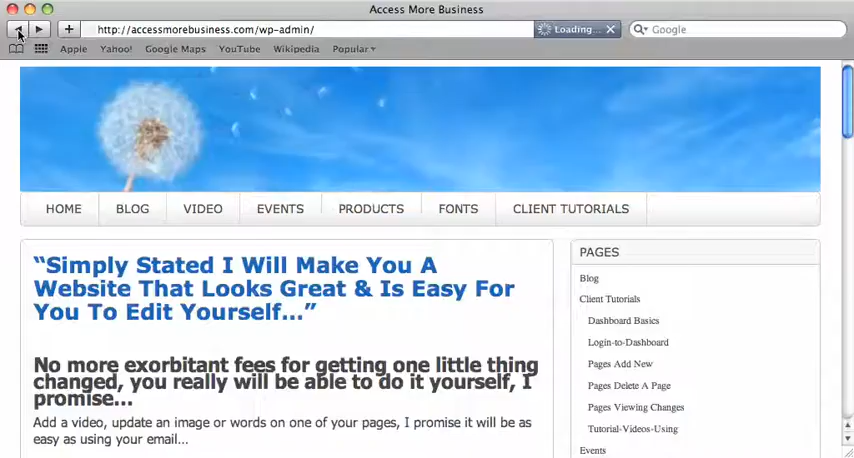 Access More Business
http://accessmorebusiness.com/wp-admin/
Loading...
Google
Apple Yahoo! Google Maps YouTube Wikipedia Popular
HOME BLOG VIDEO EVENTS PRODUCTS FONTS CLIENT TUTORIALS
“Simply Stated I Will Make You A
Website That Looks Great & Is Easy For
You To Edit Yourself...”
No more exorbitant fees for getting one little thing
changed, you really will be able to do it yourself, I
promise...
Add a video, update an image or words on one of your pages, I promise it will be as
easy as using your email...
PAGES
Blog
Client Tutorials
Dashboard Basics
Login-to-Dashboard
Pages Add New
Pages Delete A Page
Pages Viewing Changes
Tutorial-Videos-Using
Events